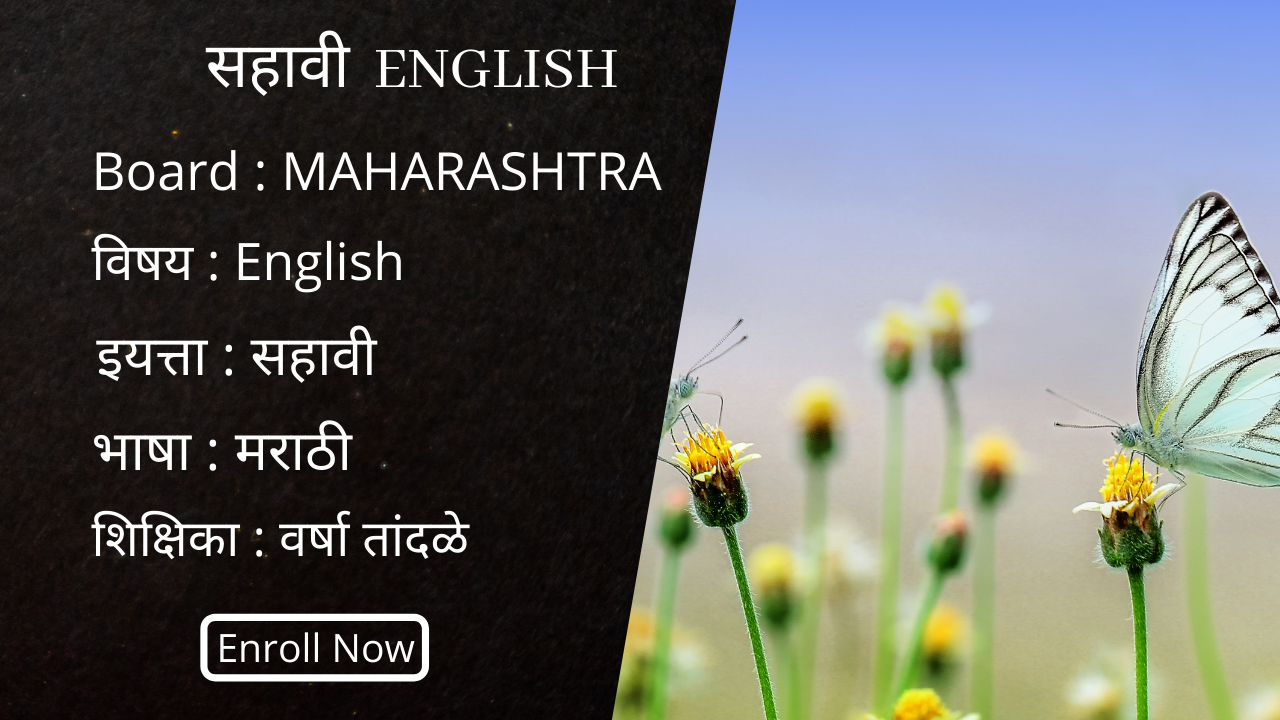 सहावी ENGLISH
Board : MAHARASHTRA
विषय : English
इयत्ता : सहावी
भाषा : मराठी
शिक्षिका : वर्षा तांदळे
Enroll Now